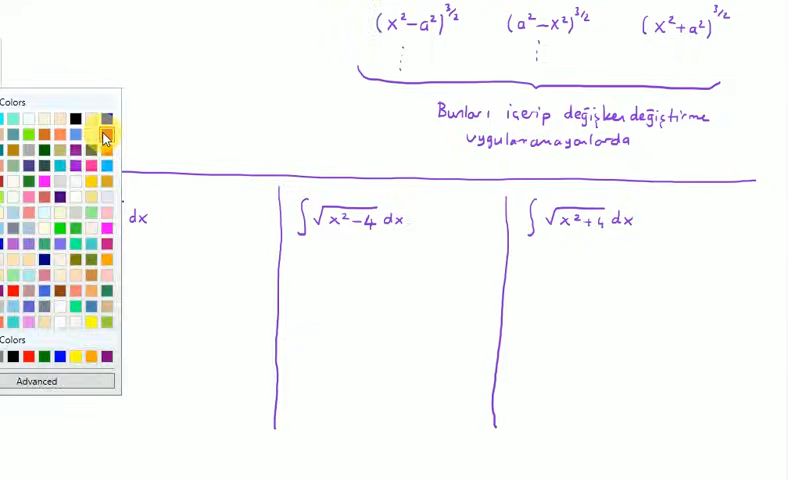 (x²-a²)^3/2 (a²-x²)^3/2 (x²+a²)^3/2
Bunları içerip değişken değiştirme
uygulanamayanlarda
Colors
dx ∫√x²-4 dx ∫√x²+4 dx
Colors
Advanced